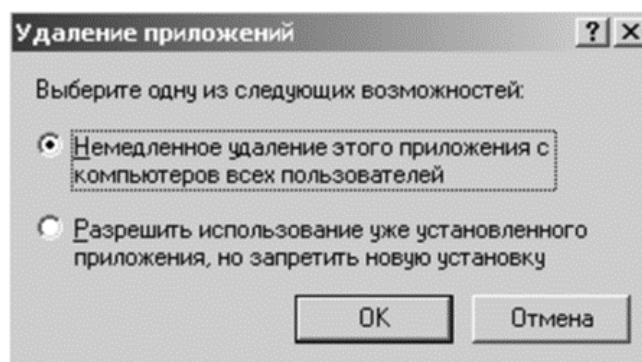 Удаление приложений
Выберите одну из следующих возможностей:
Немедленное удаление этого приложения с
компьютеров всех пользователей
Разрешить использование уже установленного
приложения, но запретить новую установку
OK Отмена